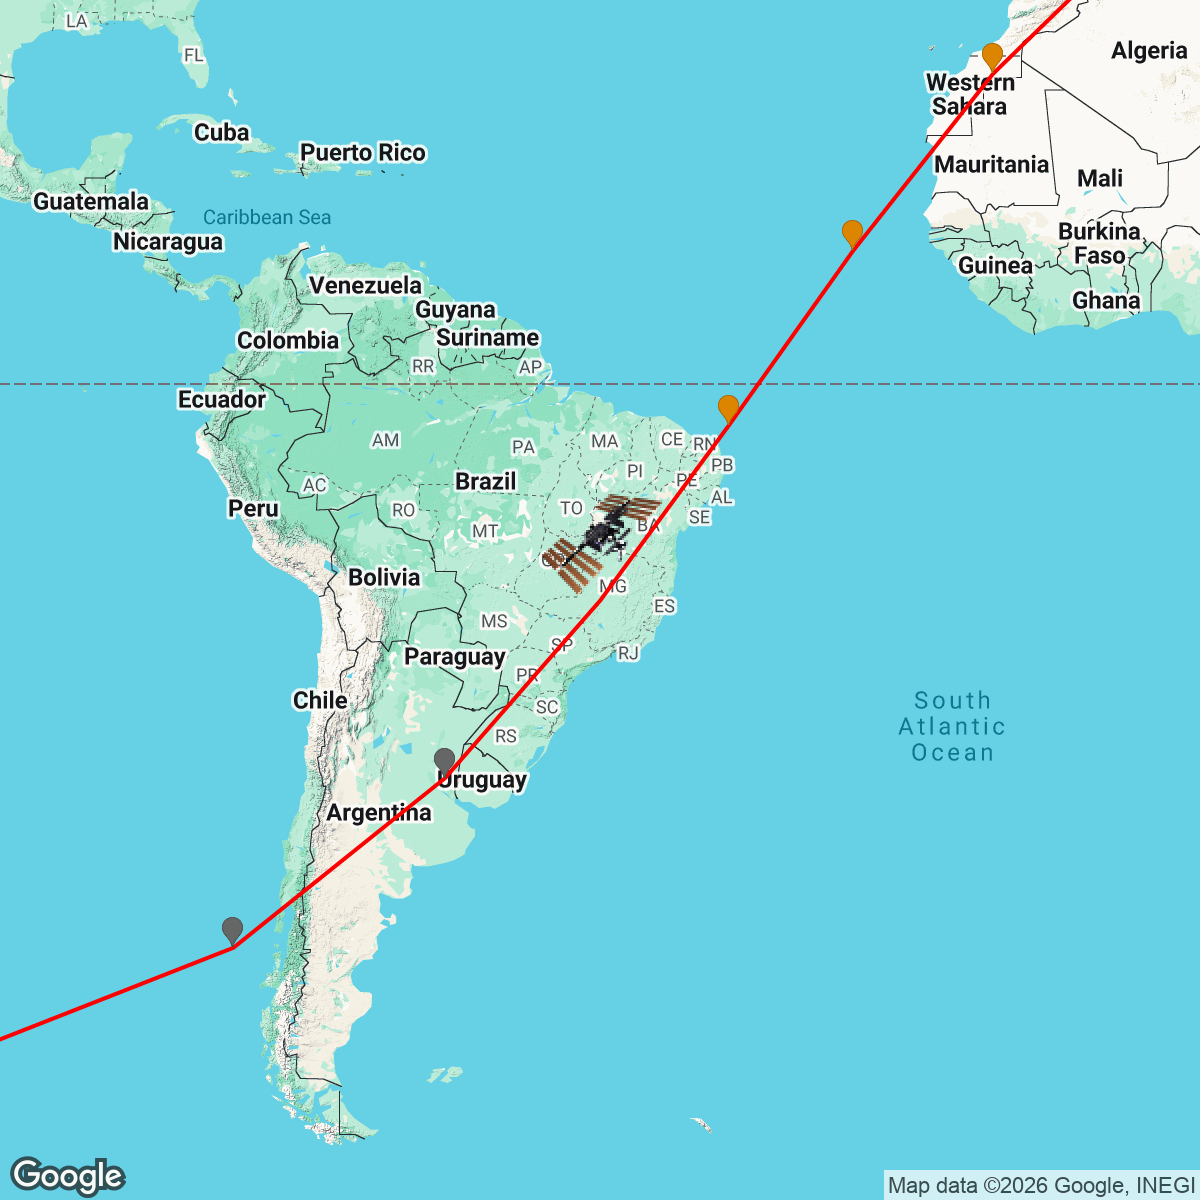 LA
FL
Algeria
Western
Sahara
Cuba
Puerto Rico
Mauritania
Mali
Guatemala
Caribbean Sea
Nicaragua
Burkina
Faso
Guinea
Venezuela
Ghana
Guyana
Colombia
Suriname
RR
AP
Ecuador
AM
PA
MA
CE
RN
PI
PB
Brazil
PE
AC
TO
AL
Peru
RO
MT
BA
SE
Bolivia
MG
ES
MS
SP
RJ
Paraguay
PR
Chile
SC
South
Atlantic
Ocean
RS
Uruguay
Argentina
Google
Map data ©2026 Google, INEGI